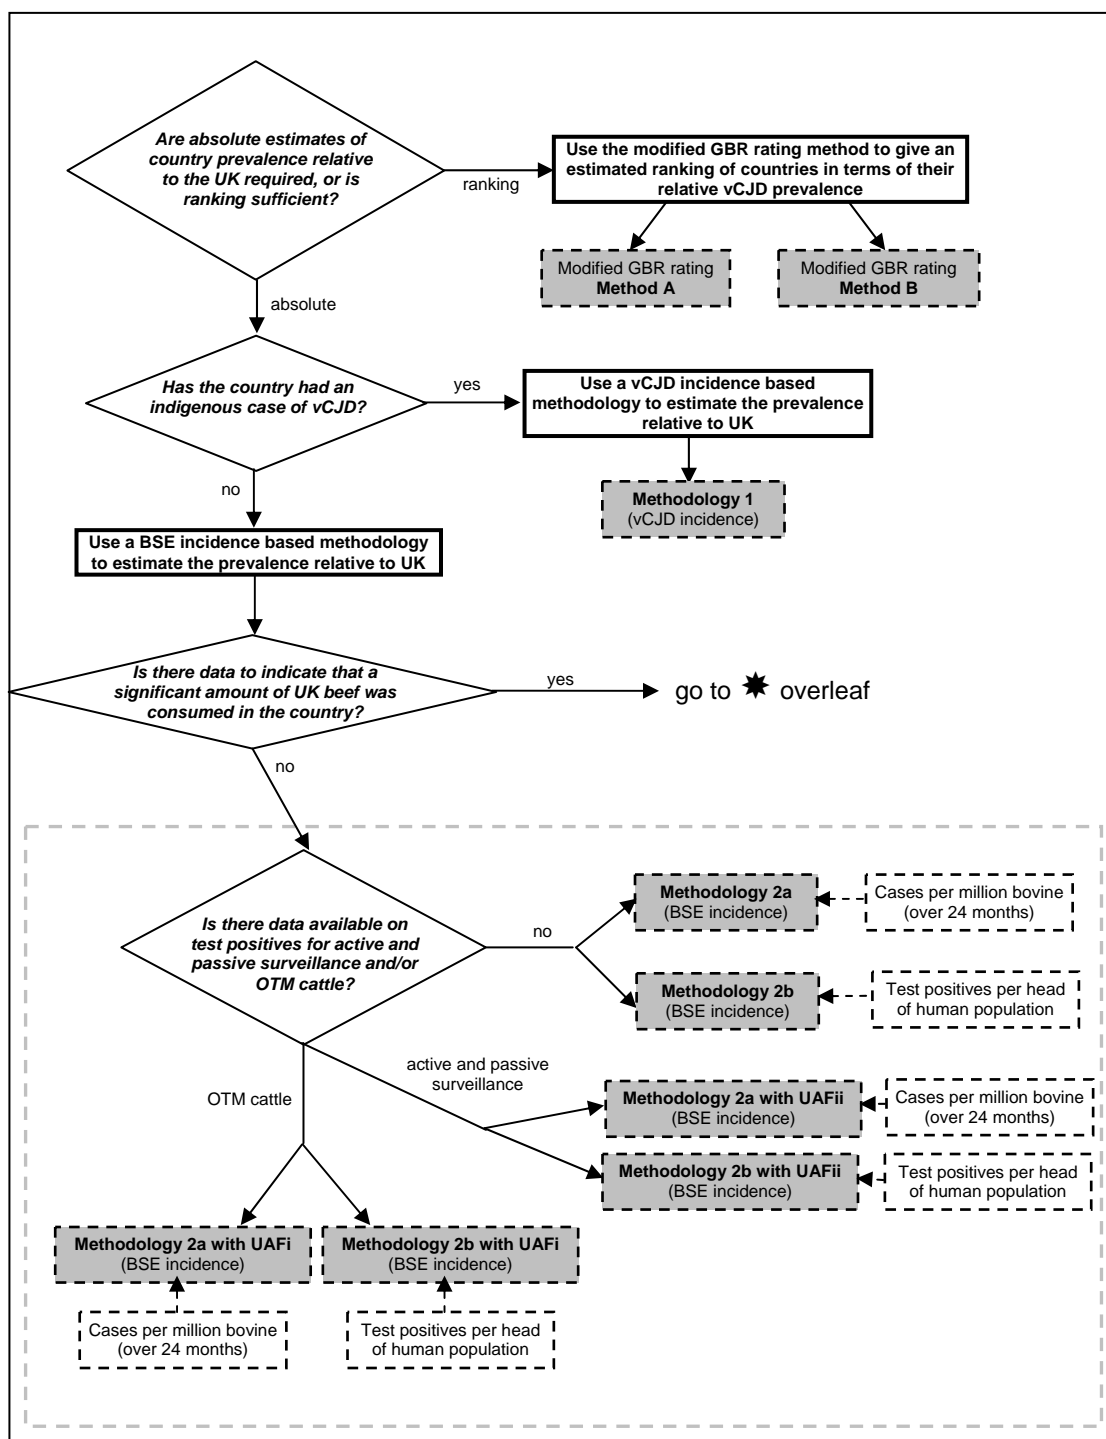 Are absolute estimates of
country prevalence relative
to the UK required, or is
ranking sufficient?
ranking
Use the modified GBR rating method to give an
estimated ranking of countries in terms of their
relative vCJD prevalence
Modified GBR rating
Method A
Modified GBR rating
Method B
absolute
Has the country had an
indigenous case of vCJD?
yes
Use a vCJD incidence based
methodology to estimate the prevalence
relative to UK
Methodology 1
(vCJD incidence)
no
Use a BSE incidence based methodology
to estimate the prevalence relative to UK
Is there data to indicate that a
significant amount of UK beef was
consumed in the country?
yes
go to ✷ overleaf
no
Is there data available on
test positives for active and
passive surveillance and/or
OTM cattle?
no
Methodology 2a
(BSE incidence)
Cases per million bovine
(over 24 months)
Methodology 2b
(BSE incidence)
Test positives per head
of human population
active and passive
surveillance
Methodology 2a with UAFii
(BSE incidence)
Cases per million bovine
(over 24 months)
Methodology 2b with UAFii
(BSE incidence)
Test positives per head
of human population
OTM cattle
Methodology 2a with UAFi
(BSE incidence)
Methodology 2b with UAFi
(BSE incidence)
Cases per million bovine
(over 24 months)
Test positives per head
of human population